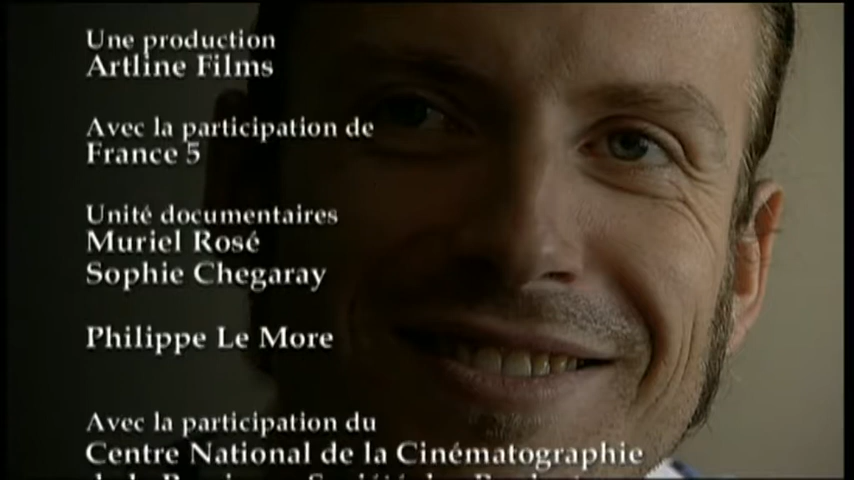 Une production
Artline Films
Avec la participation de
France 5
Unité documentaires
Muriel Rosé
Sophie Chegaray
Philippe Le More
Avec la participation du
Centre National de la Cinématographie